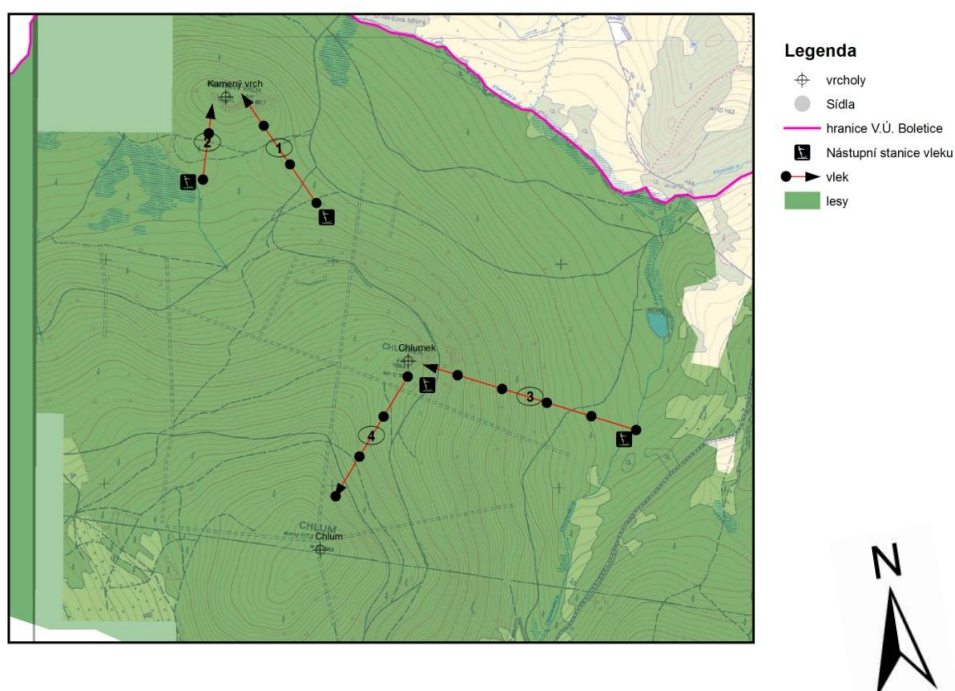 Kamený vrch
2
1
CHLUMEK
Chlumek
3
4
CHLUM
Chlum
Legenda
vrcholy
Sídla
hranice V.Ú. Boletice
Nástupní stanice vleku
vlek
lesy
N